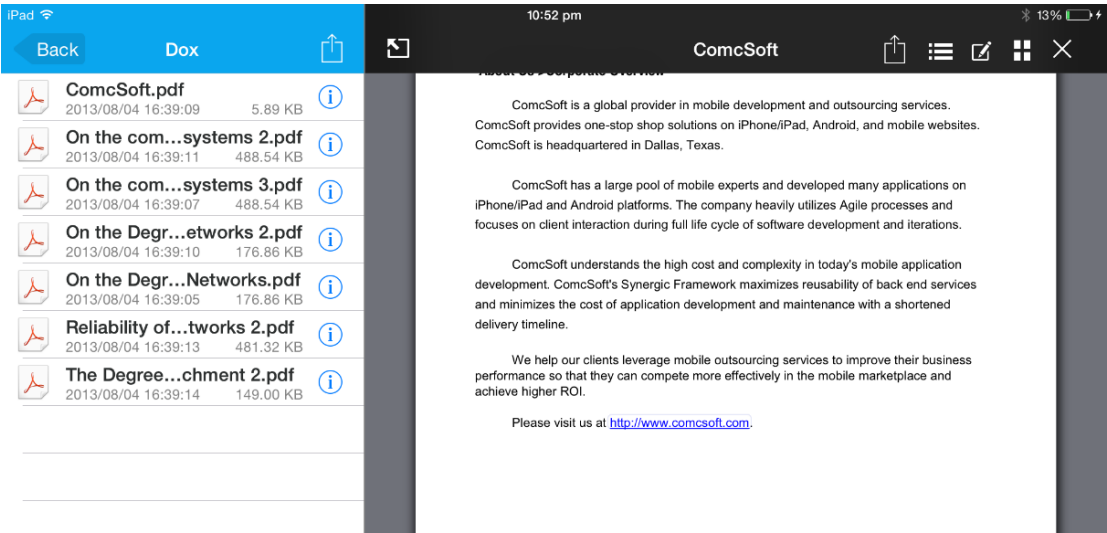 iPad 10:52 pm 13%
Back Dox ComcSoft
ComcSoft.pdf
2013/08/04 16:39:09 5.89 KB
On the com...systems 2.pdf
2013/08/04 16:39:11 488.54 KB
On the com...systems 3.pdf
2013/08/04 16:39:07 488.54 KB
On the Degr...etworks 2.pdf
2013/08/04 16:39:10 176.86 KB
On the Degr...Networks.pdf
2013/08/04 16:39:05 176.86 KB
Reliability of...tworks 2.pdf
2013/08/04 16:39:13 481.32 KB
The Degree...chment 2.pdf
2013/08/04 16:39:14 149.00 KB
About Us >Corporate Overview
ComcSoft is a global provider in mobile development and outsourcing services.
ComcSoft provides one-stop shop solutions on iPhone/iPad, Android, and mobile websites.
ComcSoft is headquartered in Dallas, Texas.
ComcSoft has a large pool of mobile experts and developed many applications on
iPhone/iPad and Android platforms. The company heavily utilizes Agile processes and
focuses on client interaction during full life cycle of software development and iterations.
ComcSoft understands the high cost and complexity in today's mobile application
development. ComcSoft's Synergic Framework maximizes reusability of back end services
and minimizes the cost of application development and maintenance with a shortened
delivery timeline.
We help our clients leverage mobile outsourcing services to improve their business
performance so that they can compete more effectively in the mobile marketplace and
achieve higher ROI.
Please visit us at http://www.comcsoft.com.